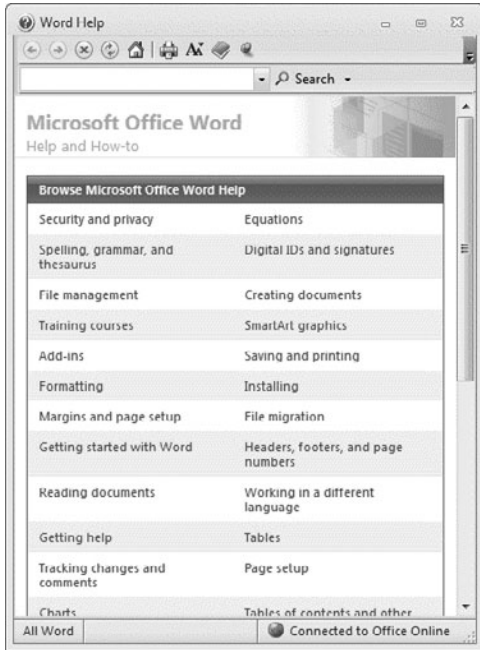 Word Help
Search
Microsoft Office Word
Help and How-to
Browse Microsoft Office Word Help
Security and privacy
Equations
Spelling, grammar, and
thesaurus
Digital IDs and signatures
File management
Creating documents
Training courses
SmartArt graphics
Add-ins
Saving and printing
Formatting
Installing
Margins and page setup
File migration
Getting started with Word
Headers, footers, and page
numbers
Reading documents
Working in a different
language
Getting help
Tables
Tracking changes and
comments
Page setup
Charts
Tables of contents and other
All Word
Connected to Office Online